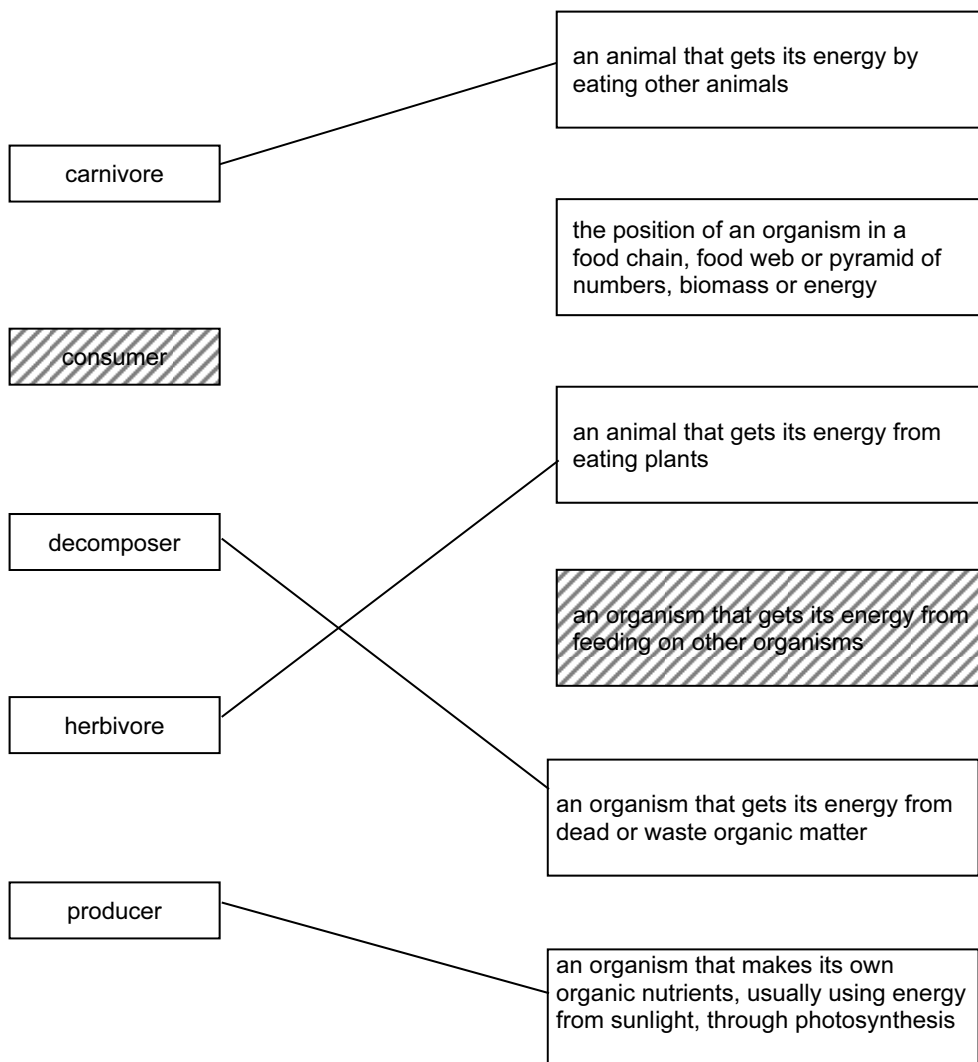 an animal that gets its energy by
eating other animals
carnivore
the position of an organism in a
food chain, food web or pyramid of
numbers, biomass or energy
consumer
an animal that gets its energy from
eating plants
decomposer
an organism that gets its energy from
feeding on other organisms
herbivore
an organism that gets its energy from
dead or waste organic matter
producer
an organism that makes its own
organic nutrients, usually using energy
from sunlight, through photosynthesis